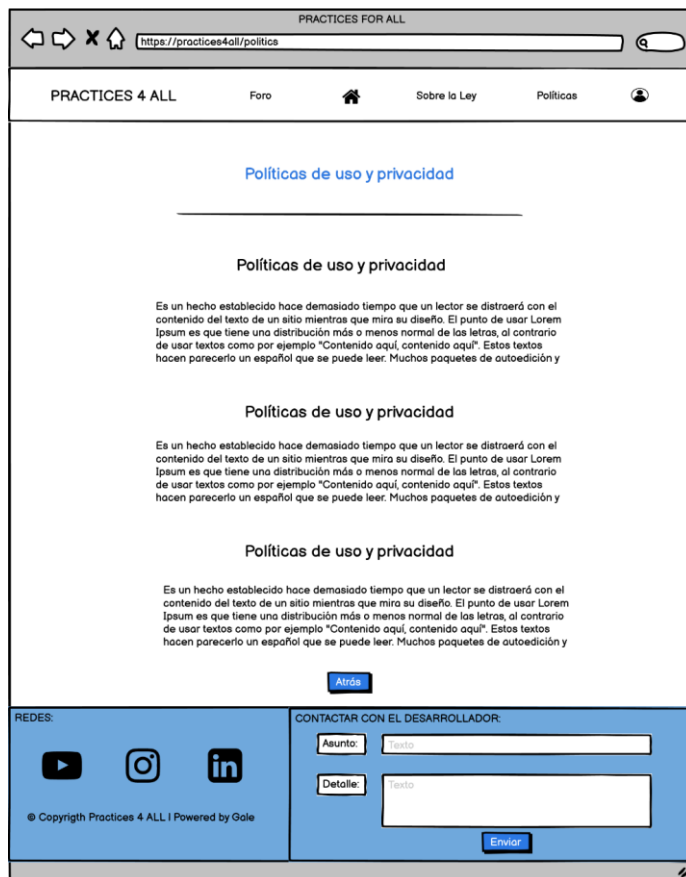 PRACTICES FOR ALL
https://practices4all/politics
PRACTICES 4 ALL
Foro
Sobre la Ley
Políticas
Políticas de uso y privacidad
Políticas de uso y privacidad
Es un hecho establecido hace demasiado tiempo que un lector se distraerá con el
contenido del texto de un sitio mientras que mira su diseño. El punto de usar Lorem
Ipsum es que tiene una distribución más o menos normal de las letras, al contrario
de usar textos como por ejemplo "Contenido aquí, contenido aquí". Estos textos
hacen parecerlo un español que se puede leer. Muchos paquetes de autoedición y
Políticas de uso y privacidad
Es un hecho establecido hace demasiado tiempo que un lector se distraerá con el
contenido del texto de un sitio mientras que mira su diseño. El punto de usar Lorem
Ipsum es que tiene una distribución más o menos normal de las letras, al contrario
de usar textos como por ejemplo "Contenido aquí, contenido aquí". Estos textos
hacen parecerlo un español que se puede leer. Muchos paquetes de autoedición y
Políticas de uso y privacidad
Es un hecho establecido hace demasiado tiempo que un lector se distraerá con el
contenido del texto de un sitio mientras que mira su diseño. El punto de usar Lorem
Ipsum es que tiene una distribución más o menos normal de las letras, al contrario
de usar textos como por ejemplo "Contenido aquí, contenido aquí". Estos textos
hacen parecerlo un español que se puede leer. Muchos paquetes de autoedición y
Atrás
REDES:
in
© Copyrigth Practices 4 ALL | Powered by Gale
CONTACTAR CON EL DESARROLLADOR:
Asunto:
Texto
Detalle:
Texto
Enviar